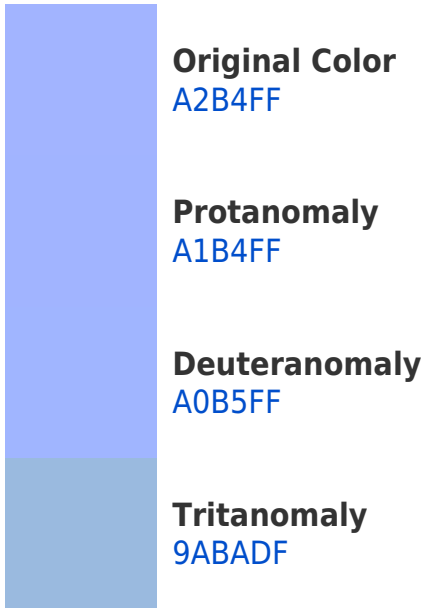 Original Color
A2B4FF
Protanomaly
A1B4FF
Deuteranomaly
A0B5FF
Tritanomaly
9ABADF